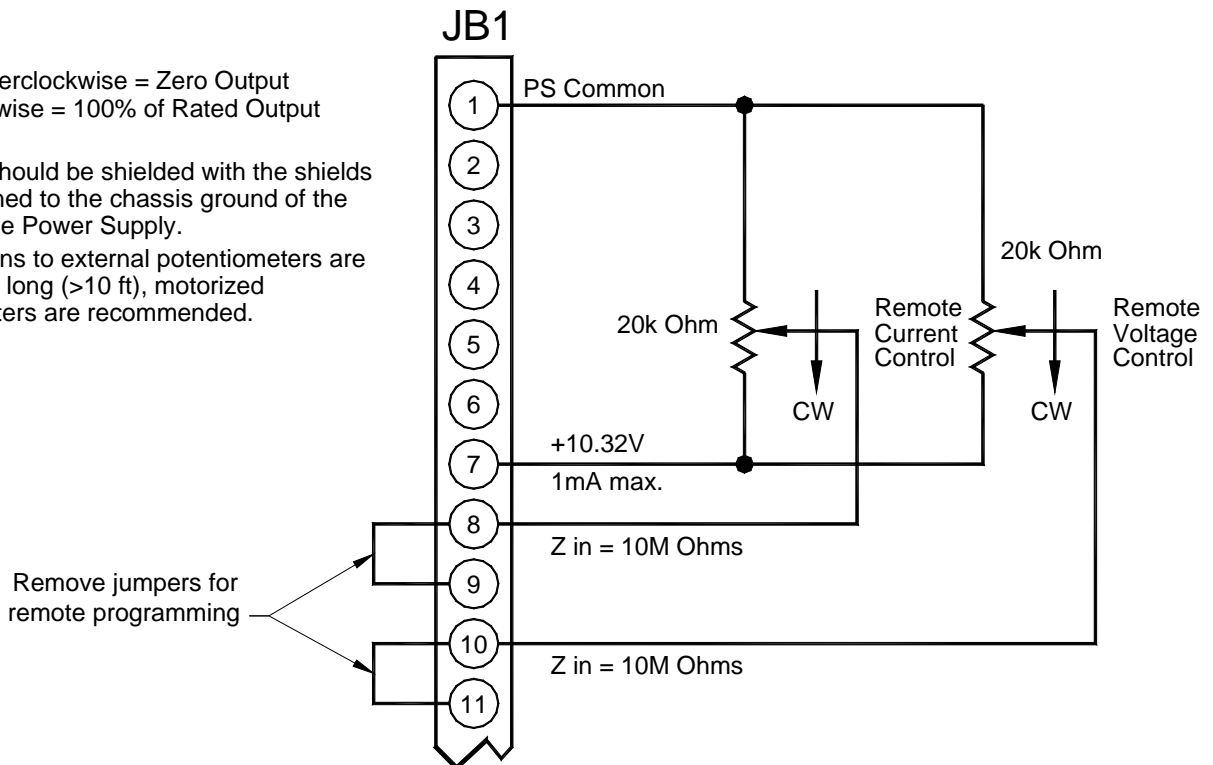 JB1
erclockwise = Zero Output
wise = 100% of Rated Output
hould be shielded with the shields
ned to the chassis ground of the
e Power Supply.
ns to external potentiometers are
long (>10 ft), motorized
ters are recommended.
1
PS Common
2
3
4
5
6
7
8
9
10
11
20k Ohm
Remote
Current
Control
CW
20k Ohm
Remote
Voltage
Control
CW
+10.32V
1mA max.
Z in = 10M Ohms
Z in = 10M Ohms
Remove jumpers for
remote programming